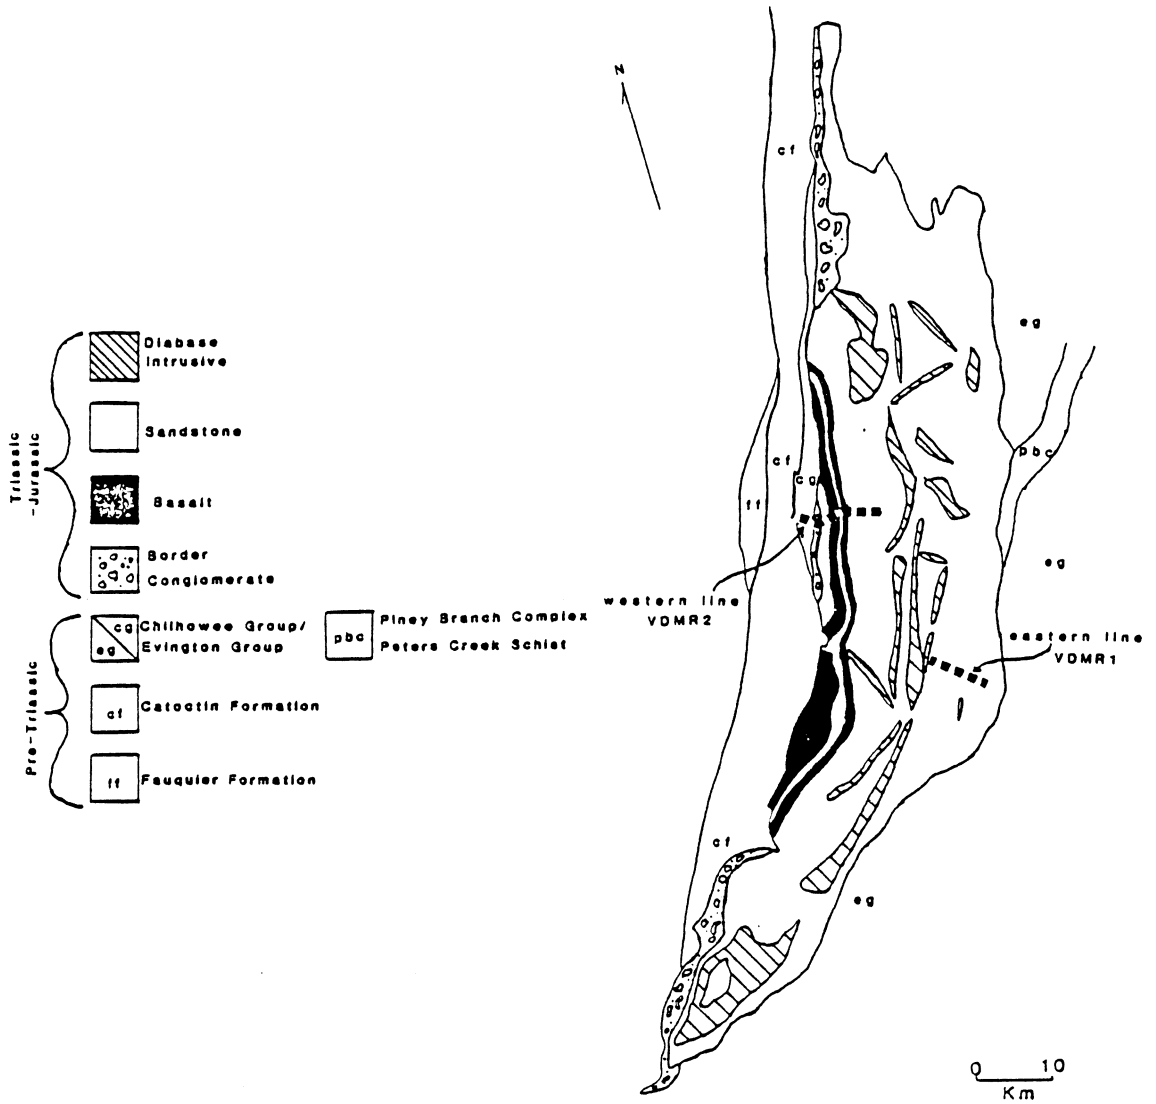 N
cf
eg
pbc
cf
cg
ff
eg
western line
VDMR2
eastern line
VDMR1
cf
eg
0 10
Km
Triassic
-Jurassic
Diabase
Intrusive
Sandstone
Basalt
Border
Conglomerate
Pre-Triassic
cg
eg
Chilhowee Group/
Evington Group
pbc
Piney Branch Complex
Peters Creek Schist
cf
Catoctin Formation
ff
Fauquier Formation